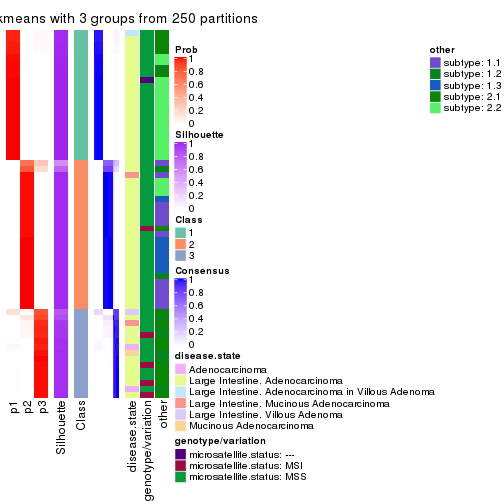 kmeans with 3 groups from 250 partitions
Prob
1
0.8
0.6
0.4
0.2
0
Silhouette
1
0.8
0.6
0.4
0.2
0
Class
1
2
3
Consensus
1
0.8
0.6
0.4
0.2
0
disease.state
Adenocarcinoma
Large Intestine. Adenocarcinoma
Large Intestine. Adenocarcinoma in Villous Adenoma
Large Intestine. Mucinous Adenocarcinoma
Large Intestine. Villous Adenoma
Mucinous Adenocarcinoma
genotype/variation
microsatellite.status: ---
microsatellite.status: MSI
microsatellite.status: MSS
other
subtype: 1.1
subtype: 1.2
subtype: 1.3
subtype: 2.1
subtype: 2.2
p1
p2
p3
Silhouette
Class
disease.state
genotype/variation
other